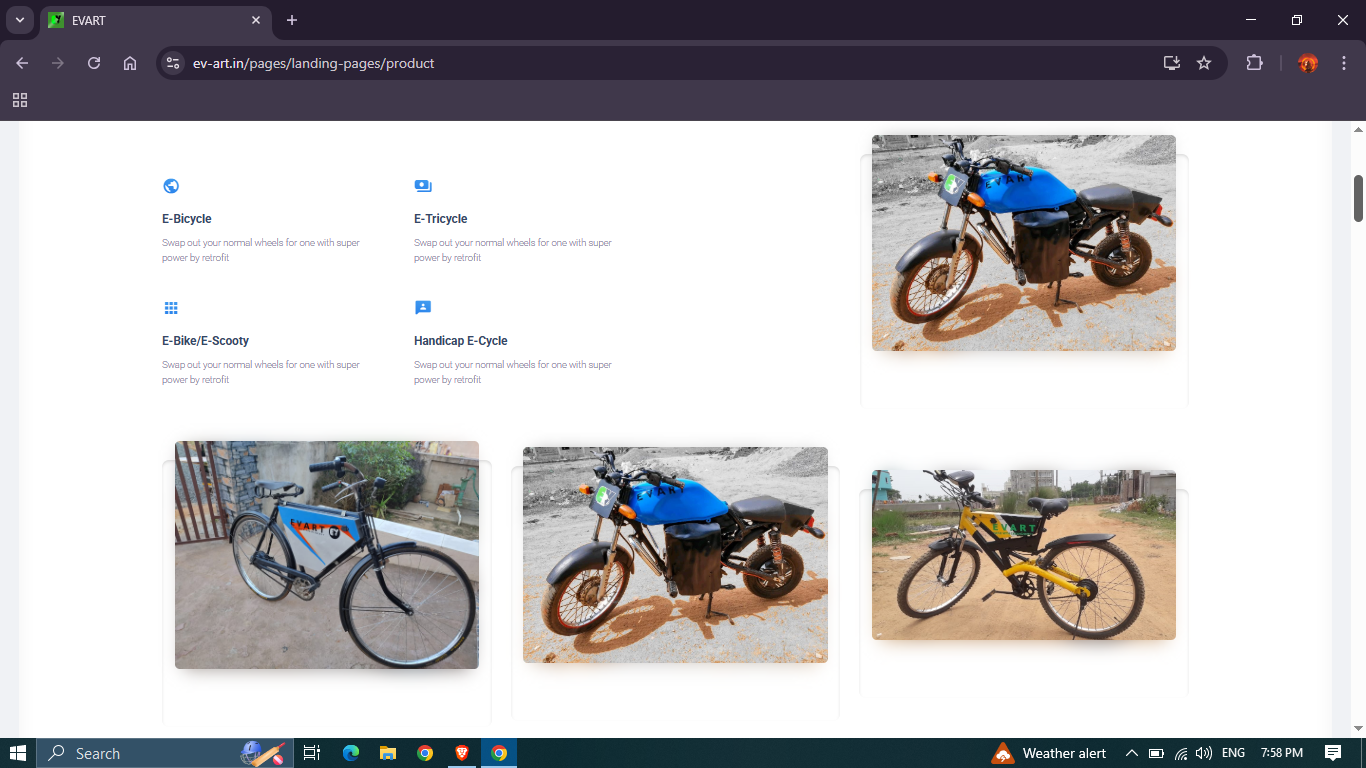 EVART
ev-art.in/pages/landing-pages/product
E-Bicycle
Swap out your normal wheels for one with super
power by retrofit
E-Tricycle
Swap out your normal wheels for one with super
power by retrofit
E-Bike/E-Scooty
Swap out your normal wheels for one with super
power by retrofit
Handicap E-Cycle
Swap out your normal wheels for one with super
power by retrofit
EVART
EVART
EVART
EVART
Search
Weather alert
ENG
7:58 PM